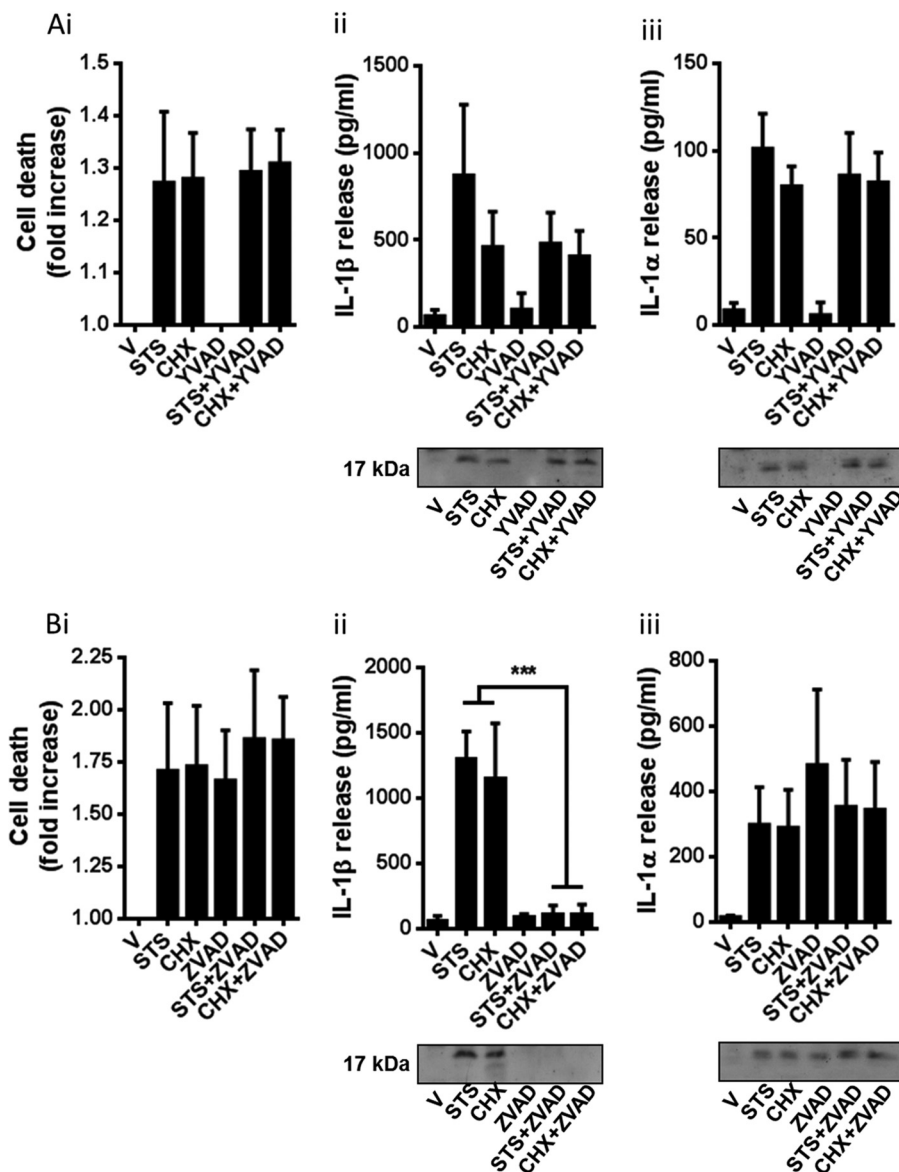 Ai
Cell death
(fold increase)
1.5
1.4
1.3
1.2
1.1
1.0
V
STS
CHX
YVAD
STS+YVAD
CHX+YVAD
ii
IL-1β release (pg/ml)
1500
1000
500
0
V
STS
CHX
YVAD
STS+YVAD
CHX+YVAD
17 kDa
V
STS
CHX
YVAD
STS+YVAD
CHX+YVAD
iii
IL-1α release (pg/ml)
150
100
50
0
V
STS
CHX
YVAD
STS+YVAD
CHX+YVAD
V
STS
CHX
YVAD
STS+YVAD
CHX+YVAD
Bi
Cell death
(fold increase)
2.25
2.00
1.75
1.50
1.25
1.00
V
STS
CHX
ZVAD
STS+ZVAD
CHX+ZVAD
ii
IL-1β release (pg/ml)
2000
1500
1000
500
0
***
V
STS
CHX
ZVAD
STS+ZVAD
CHX+ZVAD
17 kDa
V
STS
CHX
ZVAD
STS+ZVAD
CHX+ZVAD
iii
IL-1α release (pg/ml)
800
600
400
200
0
V
STS
CHX
ZVAD
STS+ZVAD
CHX+ZVAD
V
STS
CHX
ZVAD
STS+ZVAD
CHX+ZVAD